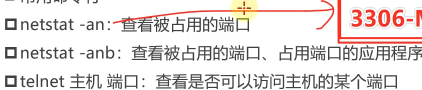 netstat -an：查看被占用的端口
3306-
netstat -anb：查看被占用的端口、占用端口的应用程序
telnet 主机 端口：查看是否可以访问主机的某个端口